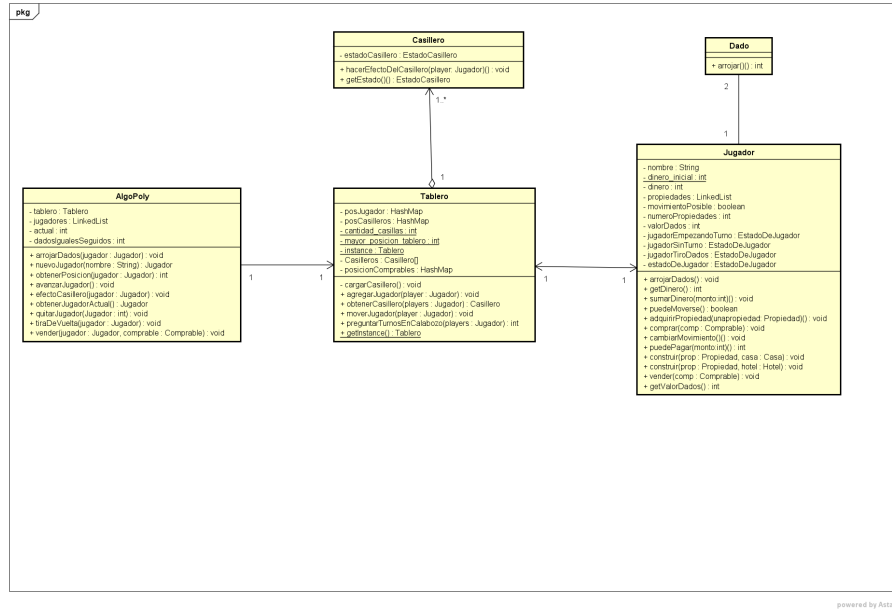 pkg
Casillero
- estadoCasillero : EstadoCasillero
+ hacerEfectoDelCasillero(player: Jugador)() : void
+ getEstado()() : EstadoCasillero
Dado
+ arrojar()() : int
2
1..*
1
1
Jugador
- nombre : String
- dinero_inicial : int
- dinero : int
- propiedades : LinkedList
- movimientoPosible : boolean
- numeroPropiedades : int
- valorDados : int
- jugadorEmpezandoTurno : EstadoDeJugador
- jugadorSinTurno : EstadoDeJugador
- jugadorTiroDados : EstadoDeJugador
- estadoDeJugador : EstadoDeJugador
+ arrojarDados() : void
+ getDinero() : int
+ sumarDinero(monto:int)() : void
+ puedeMoverse() : boolean
+ adquirirPropiedad(unapropiedad: Propiedad)() : void
+ comprar(comp : Comprable) : void
+ cambiarMovimiento()() : void
+ puedePagar(monto:int)() : int
+ construir(prop : Propiedad, casa : Casa) : void
+ construir(prop : Propiedad, hotel : Hotel) : void
+ vender(comp : Comprable) : void
+ getValorDados() : int
AlgoPoly
- tablero : Tablero
- jugadores : LinkedList
- actual : int
- dadosIgualesSeguidos : int
+ arrojarDados(jugador : Jugador) : void
+ nuevoJugador(nombre : String) : Jugador
+ obtenerPosicion(jugador : Jugador) : int
+ avanzarJugador() : void
+ efectoCasillero(jugador : Jugador) : void
+ obtenerJugadorActual() : Jugador
+ quitarJugador(Jugador : int) : void
+ tiraDeVuelta(jugador : Jugador) : void
+ vender(jugador : Jugador, comprable : Comprable) : void
Tablero
- posJugador : HashMap
- posCasilleros : HashMap
- cantidad_casillas : int
- mayor_posicion_tablero : int
- instance : Tablero
- Casilleros : Casillero[]
- posicionComprables : HashMap
- cargarCasillero() : void
+ agregarJugador(player : Jugador) : void
+ obtenerCasillero(players : Jugador) : Casillero
+ moverJugador(player : Jugador) : void
+ preguntarTurnosEnCalabozo(players : Jugador) : int
+ getInstance() : Tablero
1
1
1
1
powered by Asta